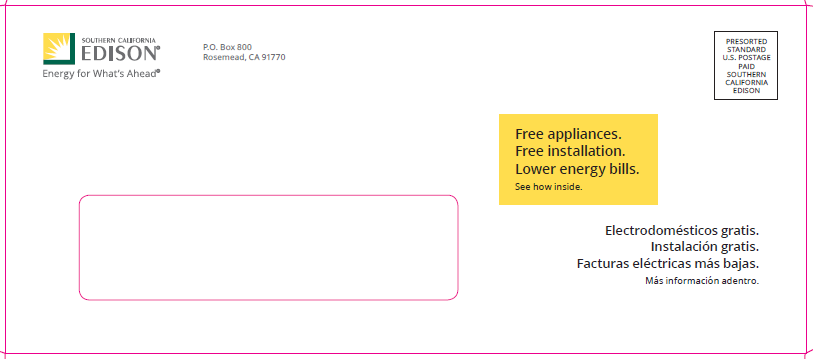 SOUTHERN CALIFORNIA
EDISON®
Energy for What's Ahead®
P.O. Box 800
Rosemead, CA 91770
PRESORTED
STANDARD
U.S. POSTAGE
PAID
SOUTHERN
CALIFORNIA
EDISON
Free appliances.
Free installation.
Lower energy bills.
See how inside.
Electrodomésticos gratis.
Instalación gratis.
Facturas eléctricas más bajas.
Más información adentro.